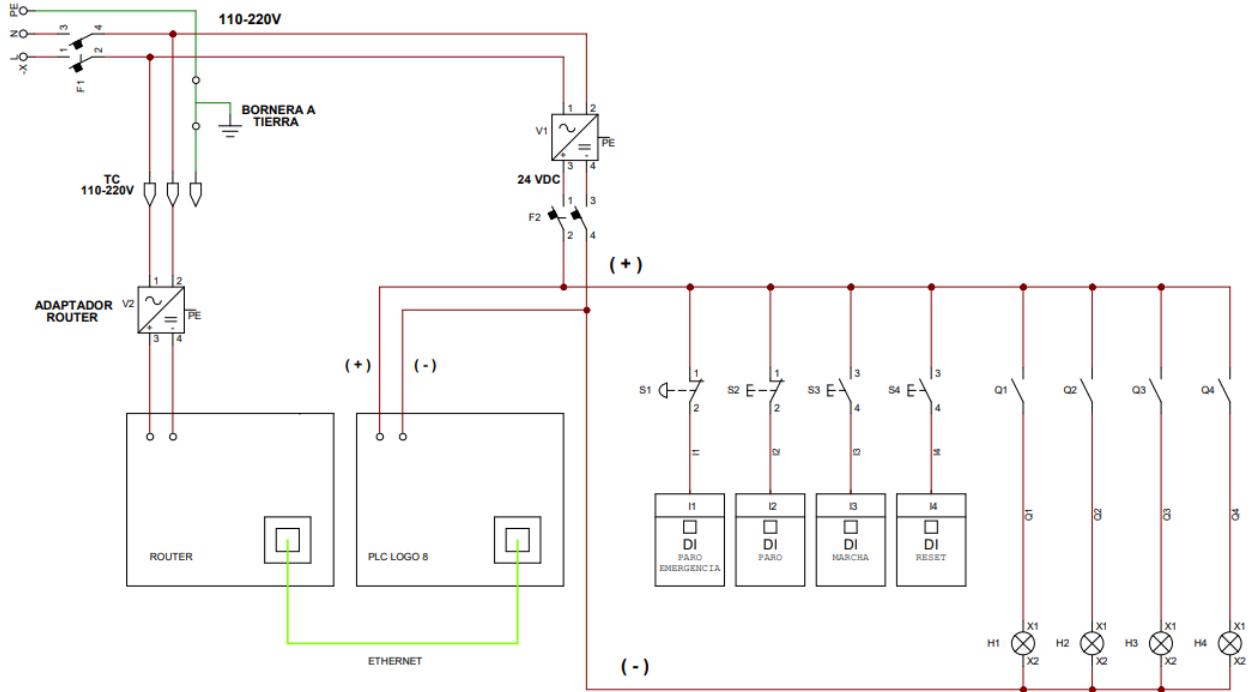 PE
N
L
-X
3
4
1
2
F1
110-220V
BORNERA A
TIERRA
TC
110-220V
1
2
V1
PE
+
-
3
4
24 VDC
1
3
F2
2
4
( + )
1
2
ADAPTADOR
ROUTER
V2
PE
+
-
3
4
( + )
( - )
S1
1
2
S2
1
2
S3
3
4
S4
3
4
Q1
Q2
Q3
Q4
I1
I2
I3
I4
I1
DI
PARO
EMERGENCIA
I2
DI
PARO
I3
DI
MARCHA
I4
DI
RESET
Q1
Q2
Q3
Q4
ROUTER
PLC LOGO 8
ETHERNET
H1
X1
X2
H2
X1
X2
H3
X1
X2
H4
X1
X2
( - )